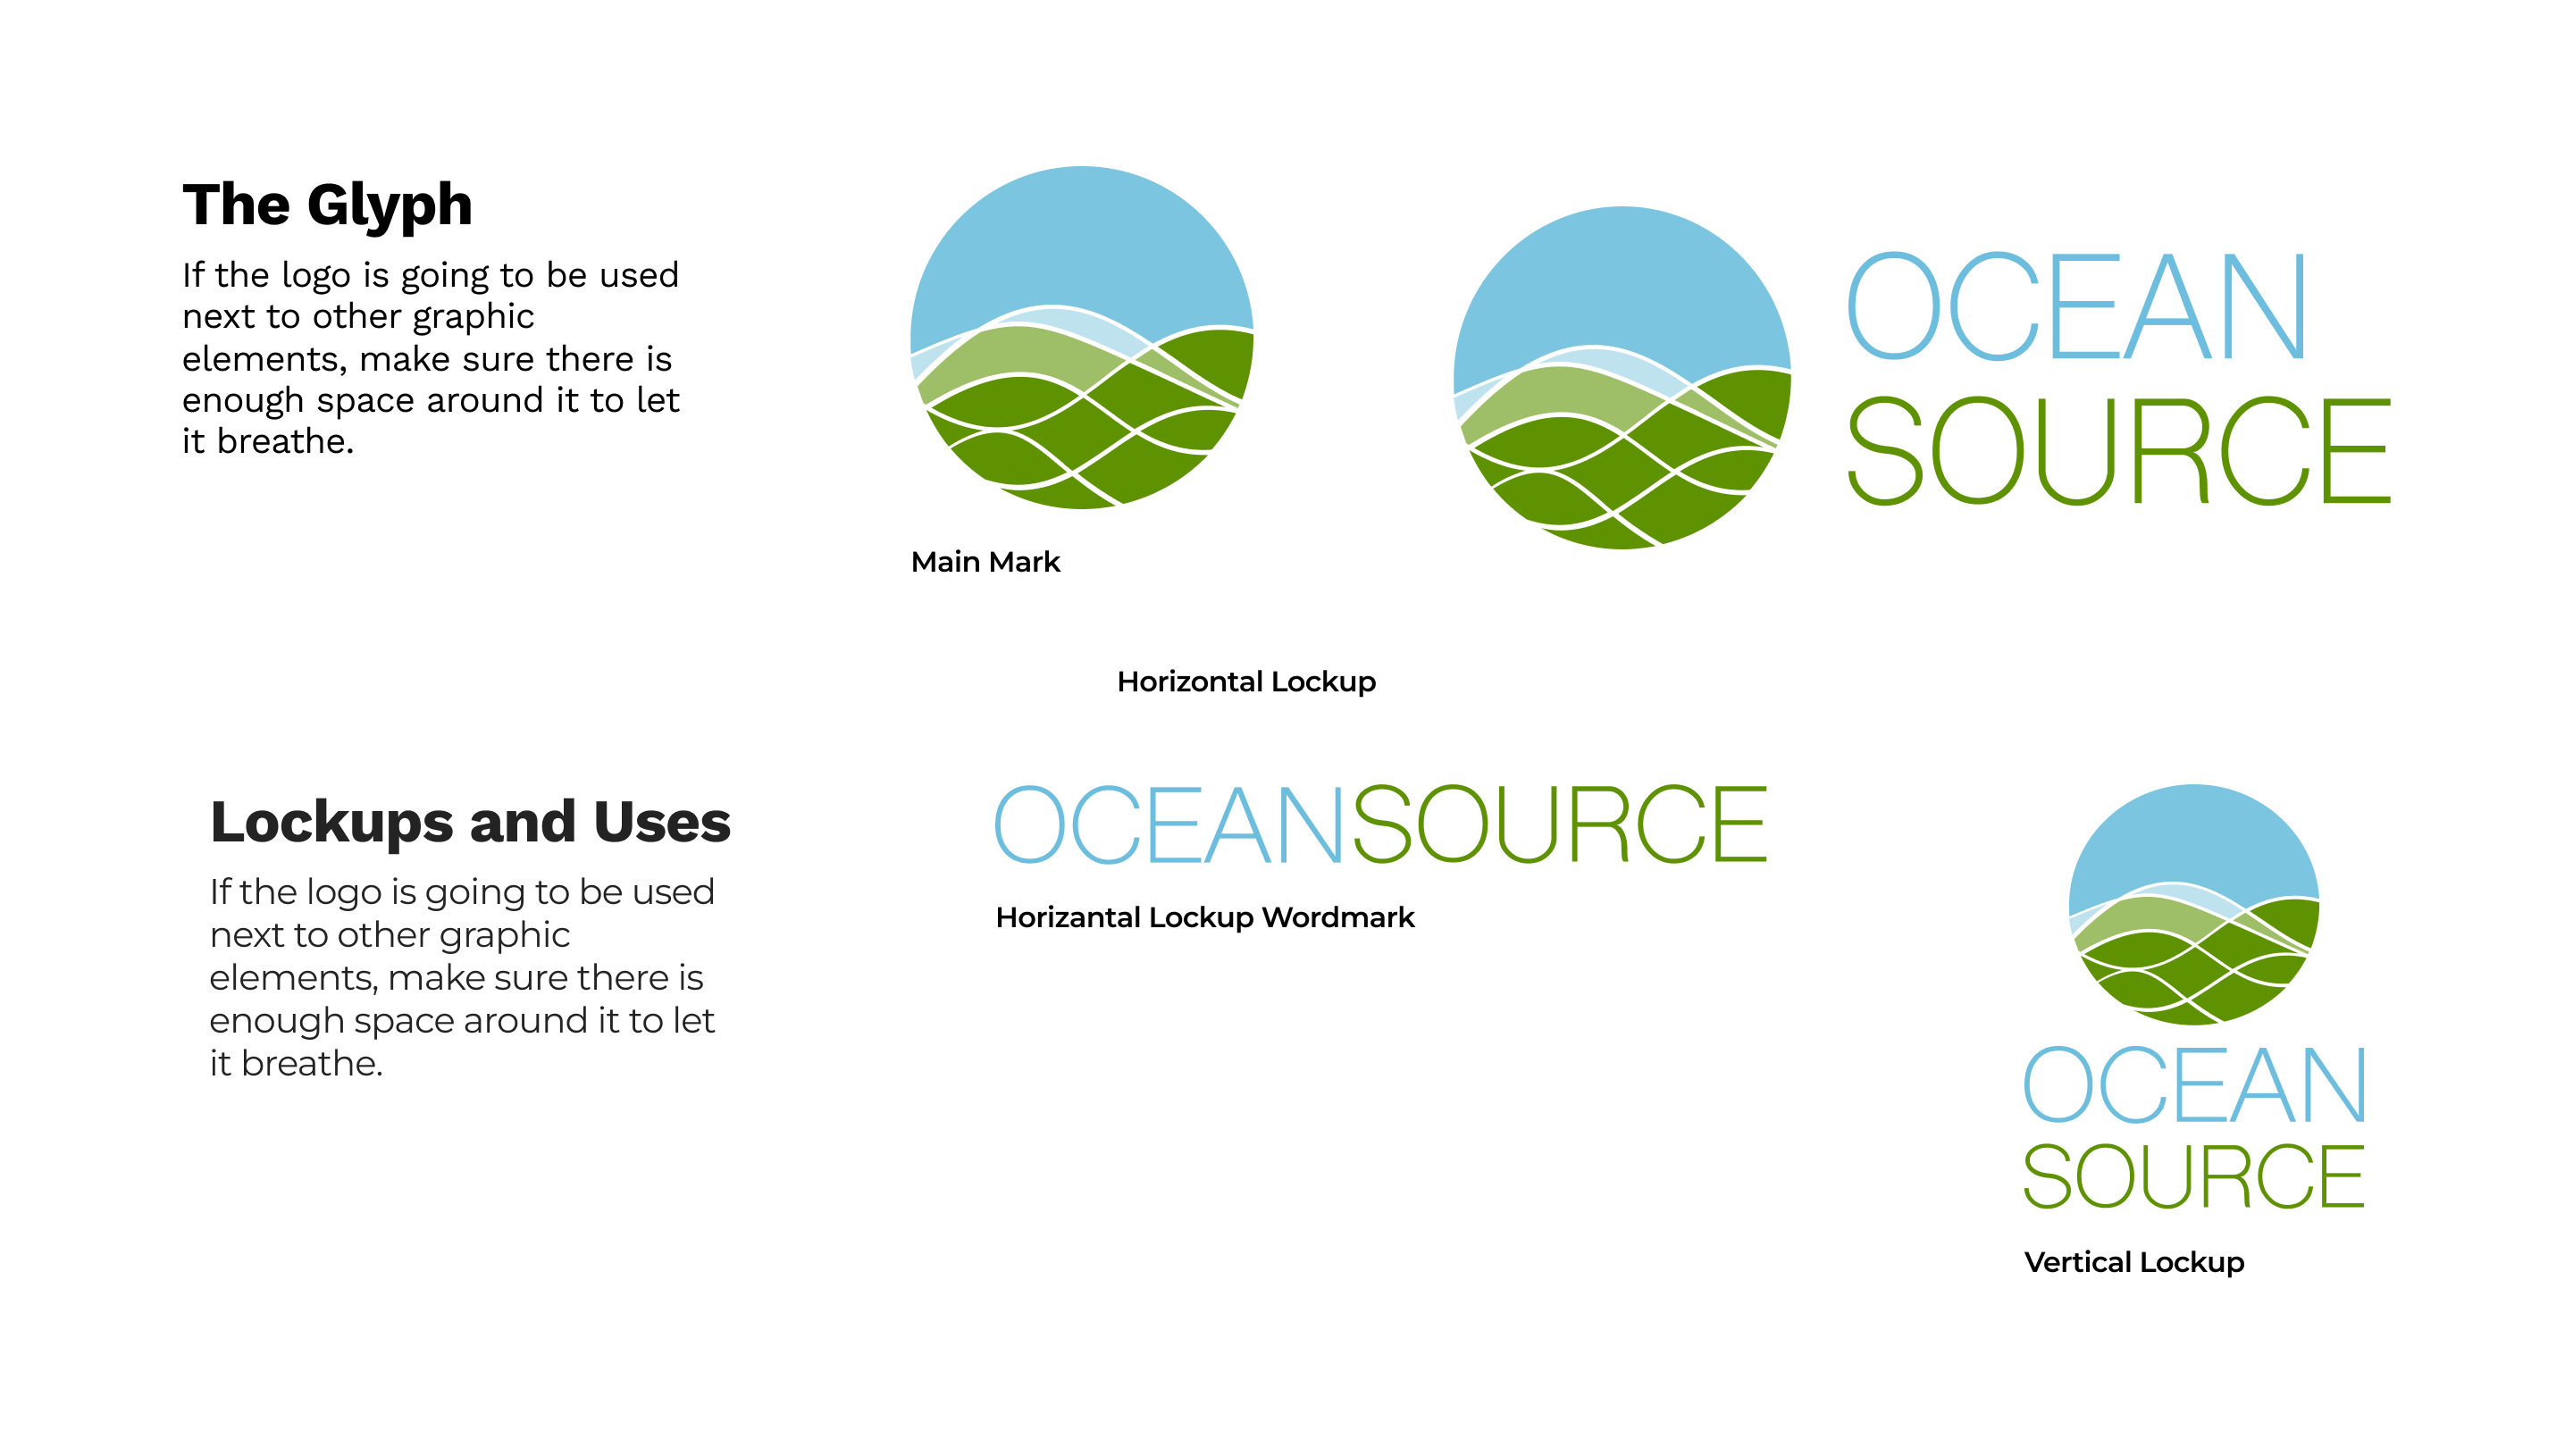 The Glyph
If the logo is going to be used
next to other graphic
elements, make sure there is
enough space around it to let
it breathe.
Main Mark
OCEAN
SOURCE
Horizontal Lockup
Lockups and Uses
If the logo is going to be used
next to other graphic
elements, make sure there is
enough space around it to let
it breathe.
OCEANSOURCE
Horizantal Lockup Wordmark
OCEAN
SOURCE
Vertical Lockup